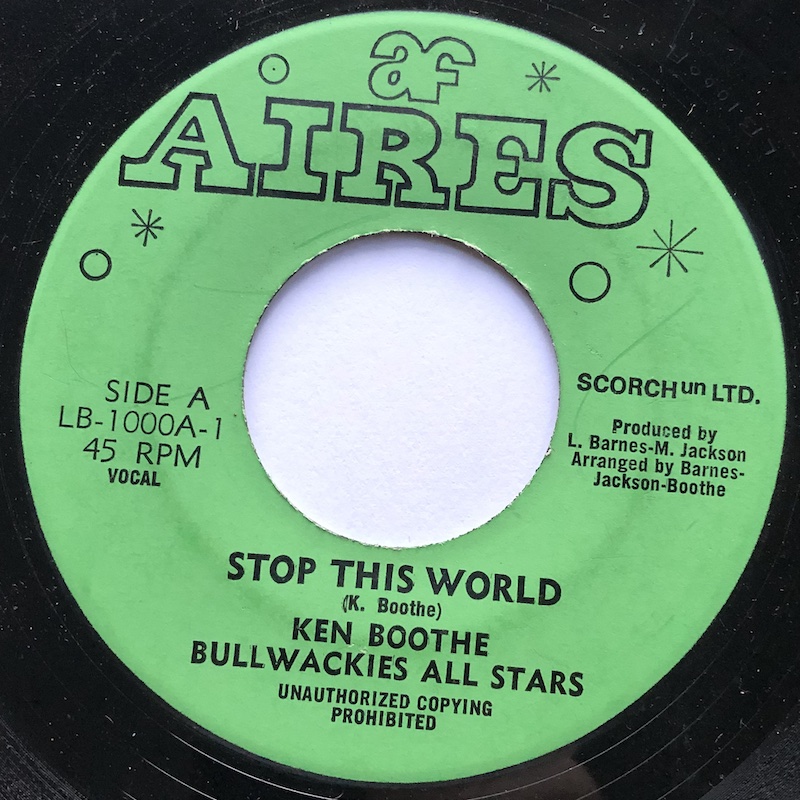 af
AIRES
SIDE A
LB-1000A-1
45 RPM
VOCAL
SCORCH un LTD.
Produced by
L. Barnes-M. Jackson
Arranged by Barnes-
Jackson-Boothe
STOP THIS WORLD
(K. Boothe)
KEN BOOTHE
BULLWACKIES ALL STARS
UNAUTHORIZED COPYING
PROHIBITED